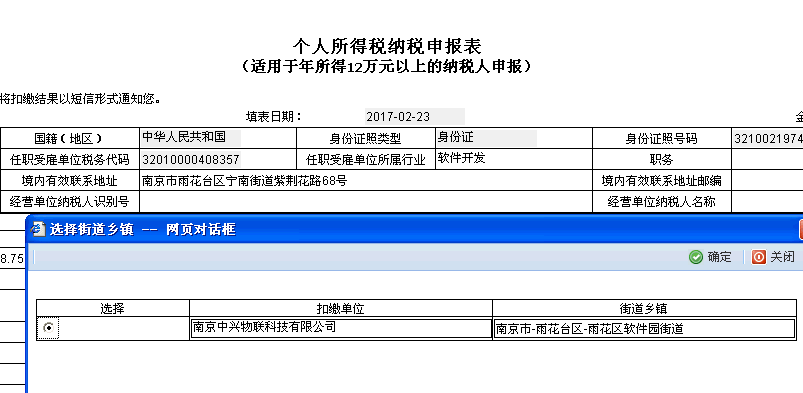 个人所得税纳税申报表
（适用于年所得12万元以上的纳税人申报）
将扣缴结果以短信形式通知您。
填表日期： 2017-02-23 金
国籍（地区） 中华人民共和国 身份证照类型 身份证 身份证照号码 3210021974
任职受雇单位税务代码 32010000408357 任职受雇单位所属行业 软件开发 职务
境内有效联系地址 南京市雨花台区宁南街道紫荆花路68号 境内有效联系地址邮编
经营单位纳税人识别号 经营单位纳税人名称
选择街道乡镇 -- 网页对话框
8.75
确定 关闭
选择 扣缴单位 街道乡镇
南京中兴物联科技有限公司 南京市-雨花台区-雨花区软件园街道